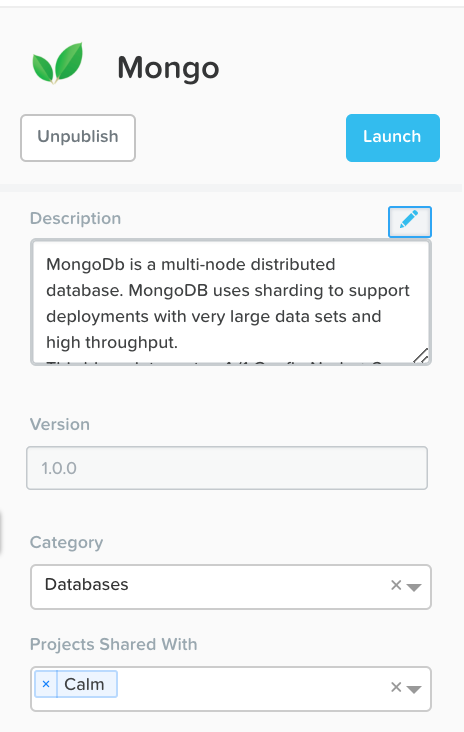 Mongo
Unpublish
Launch
Description
MongoDb is a multi-node distributed
database. MongoDB uses sharding to support
deployments with very large data sets and
high throughput.
Version
1.0.0
Category
Databases
Projects Shared With
× Calm